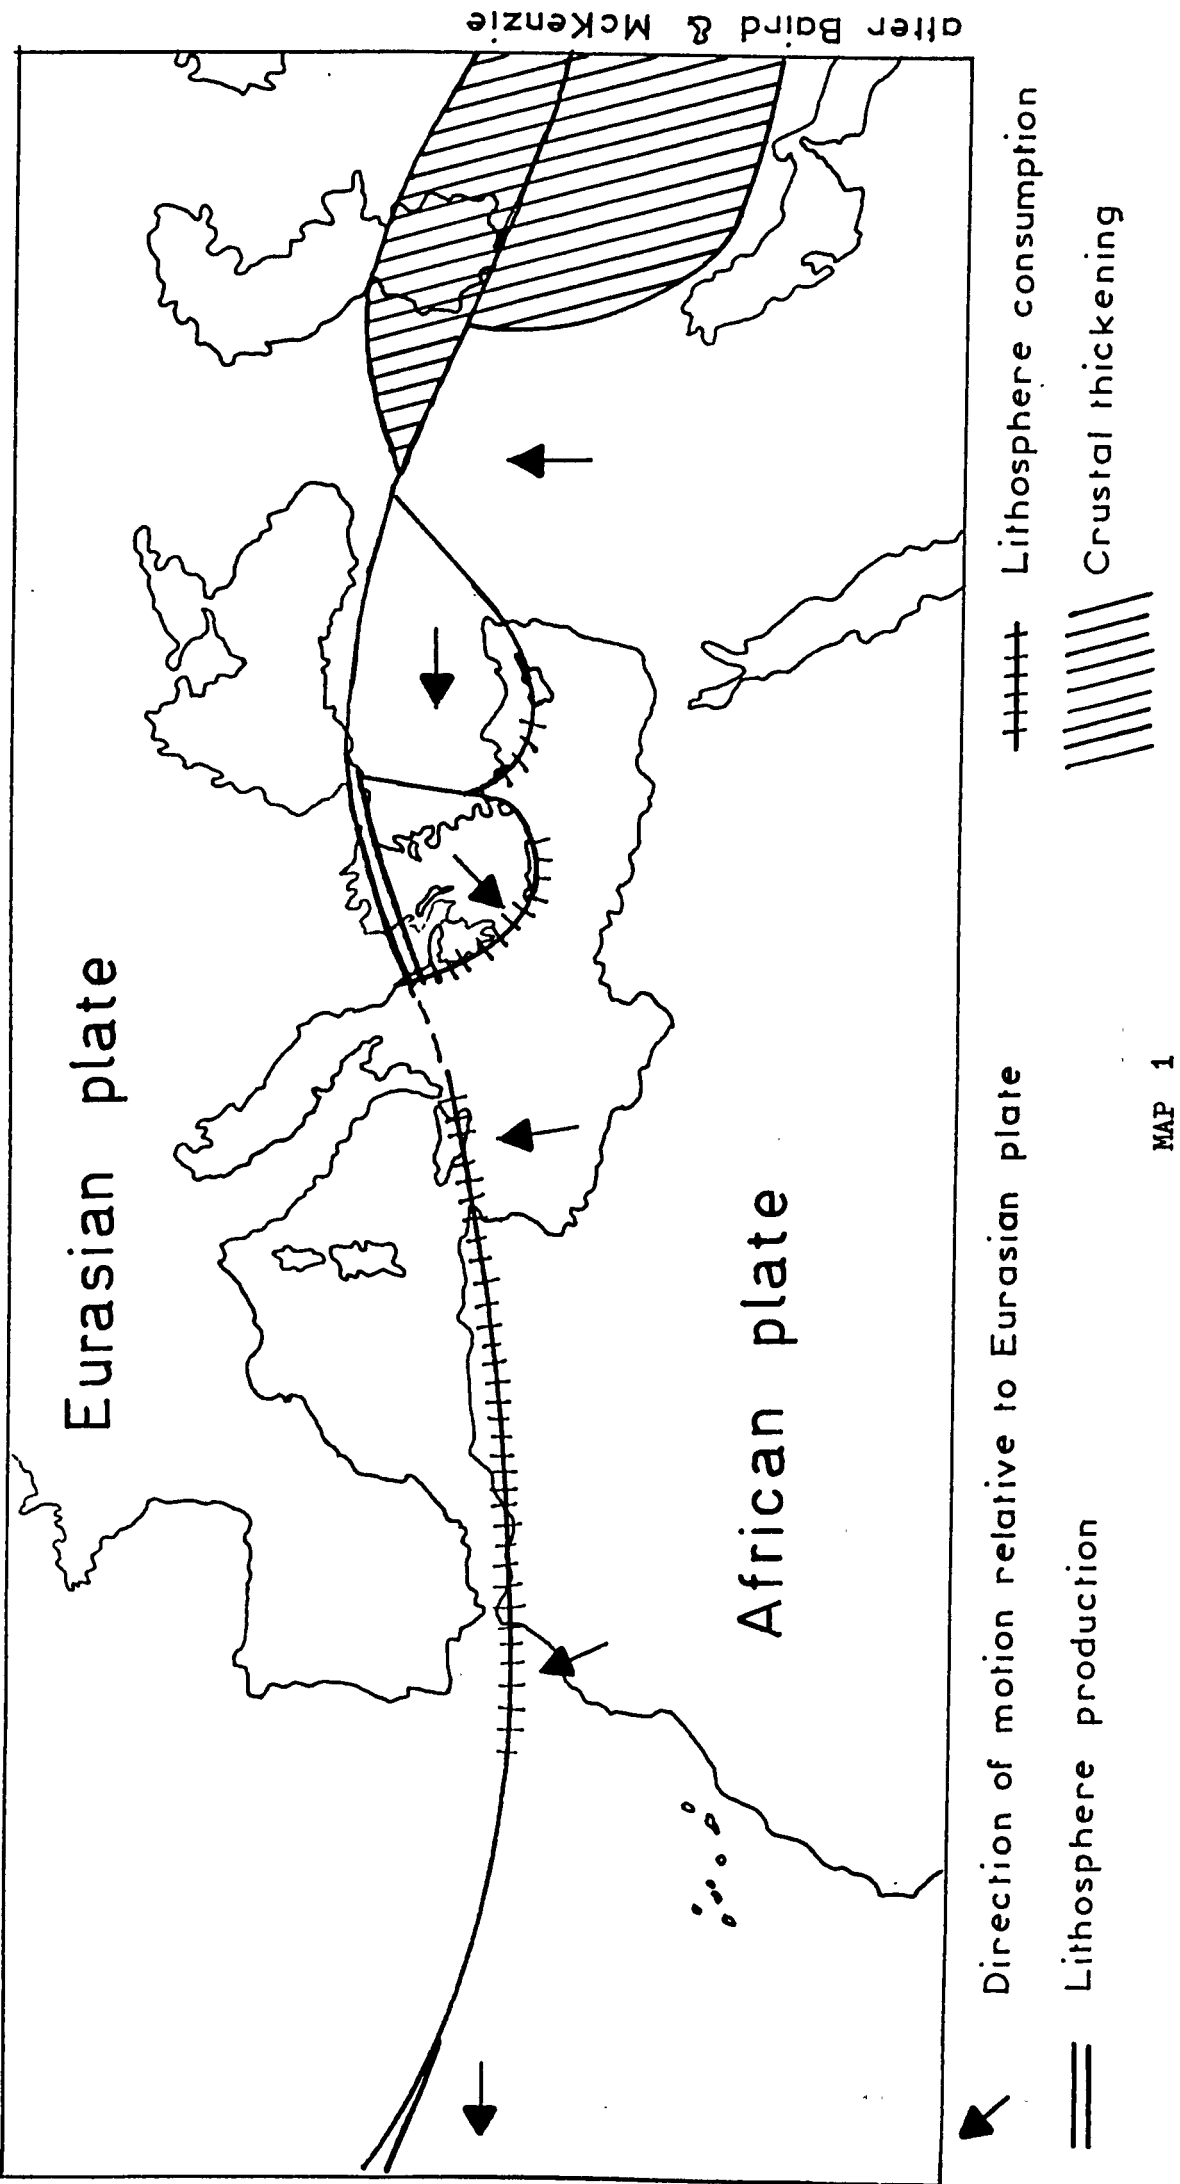 after Baird & McKenzie
Eurasian plate
African plate
Direction of motion relative to Eurasian plate
Lithosphere consumption
Lithosphere production
Crustal thickening
MAP 1